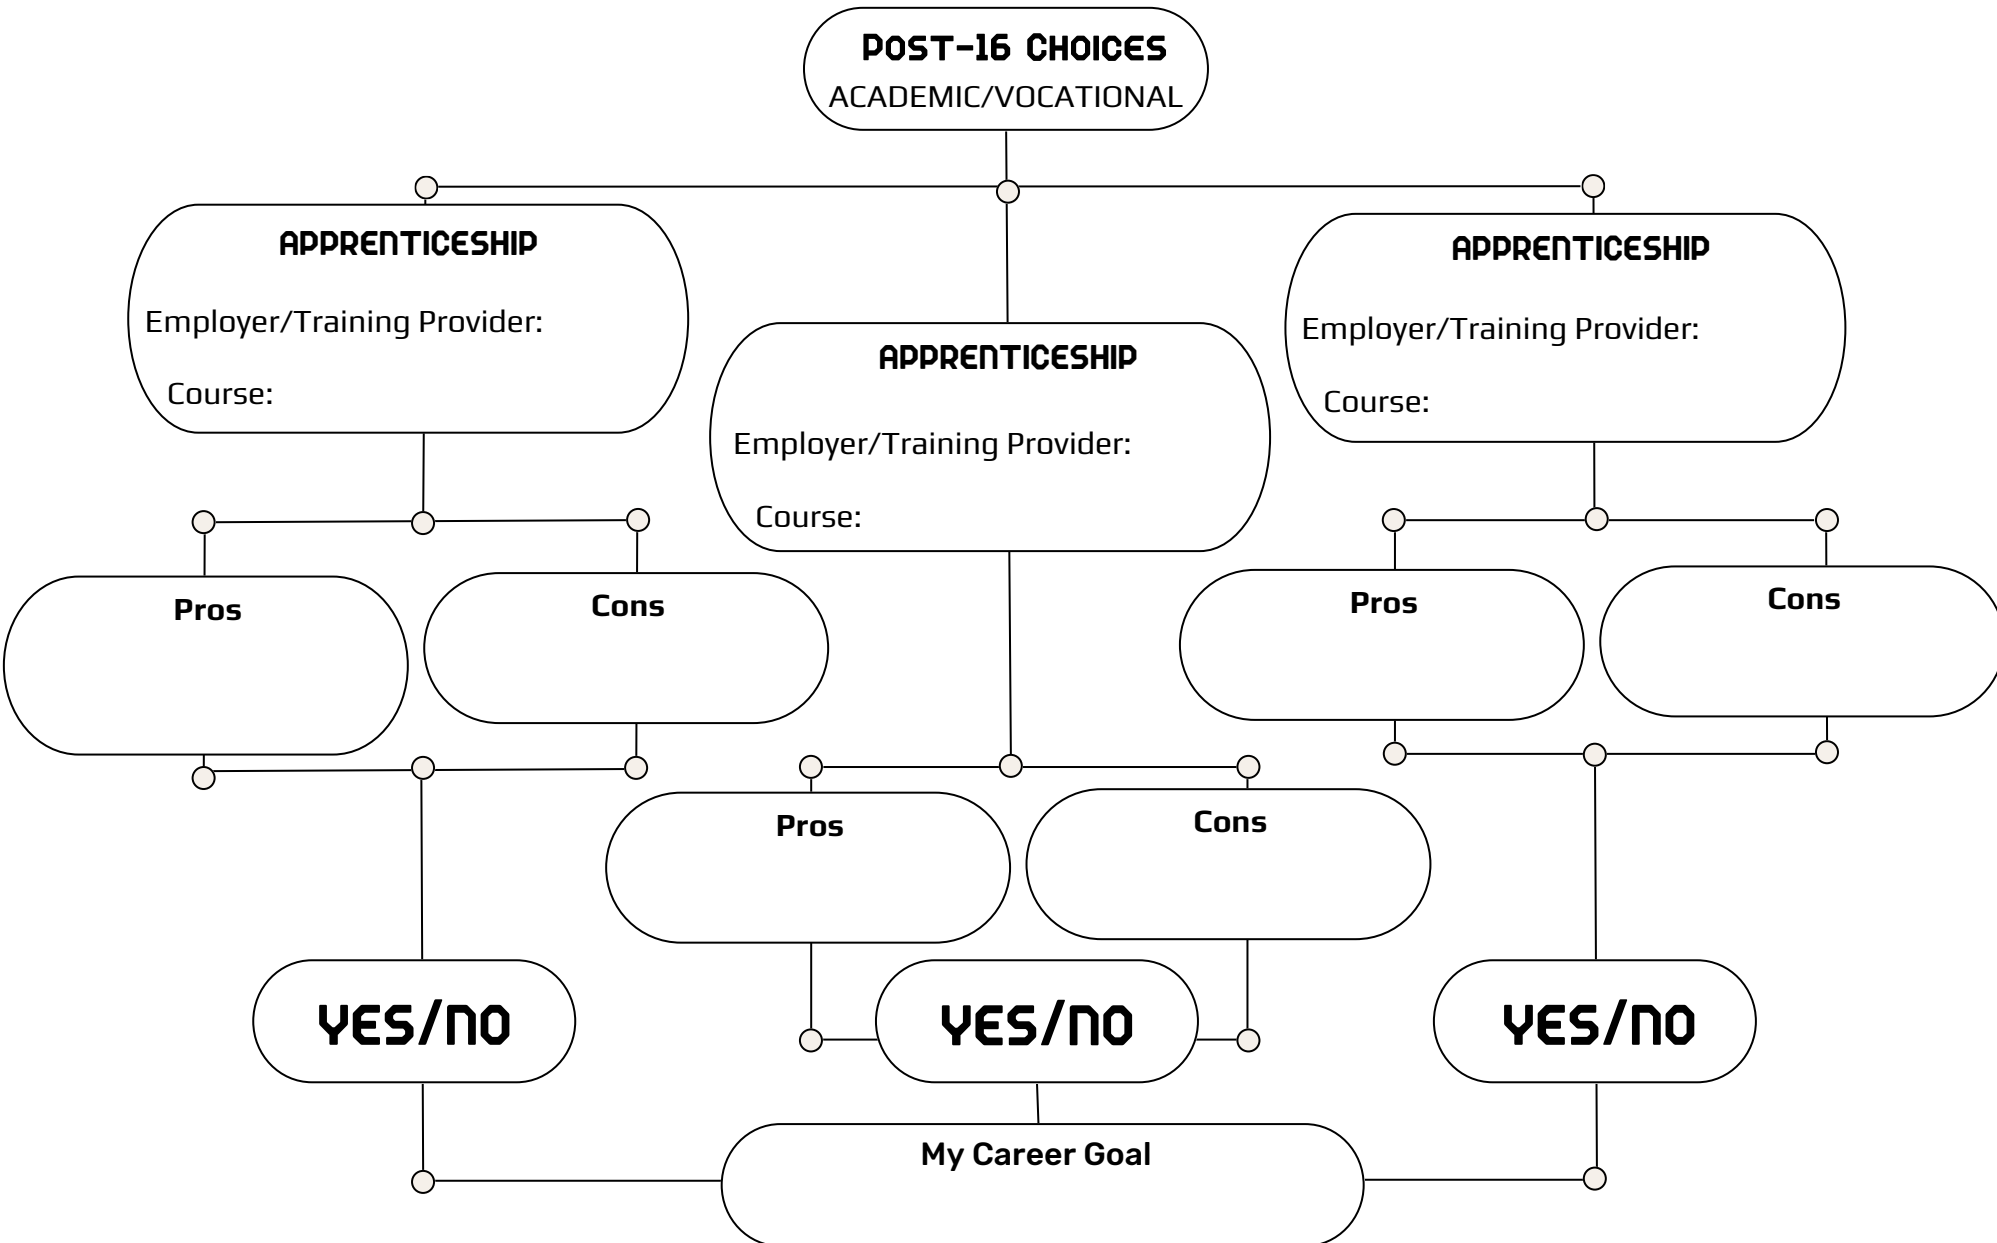 POST-16 CHOICES
ACADEMIC/VOCATIONAL
APPRENTICESHIP
Employer/Training Provider:
Course:
APPRENTICESHIP
Employer/Training Provider:
Course:
APPRENTICESHIP
Employer/Training Provider:
Course:
Pros
Cons
Pros
Cons
Pros
Cons
YES/NO
YES/NO
YES/NO
My Career Goal